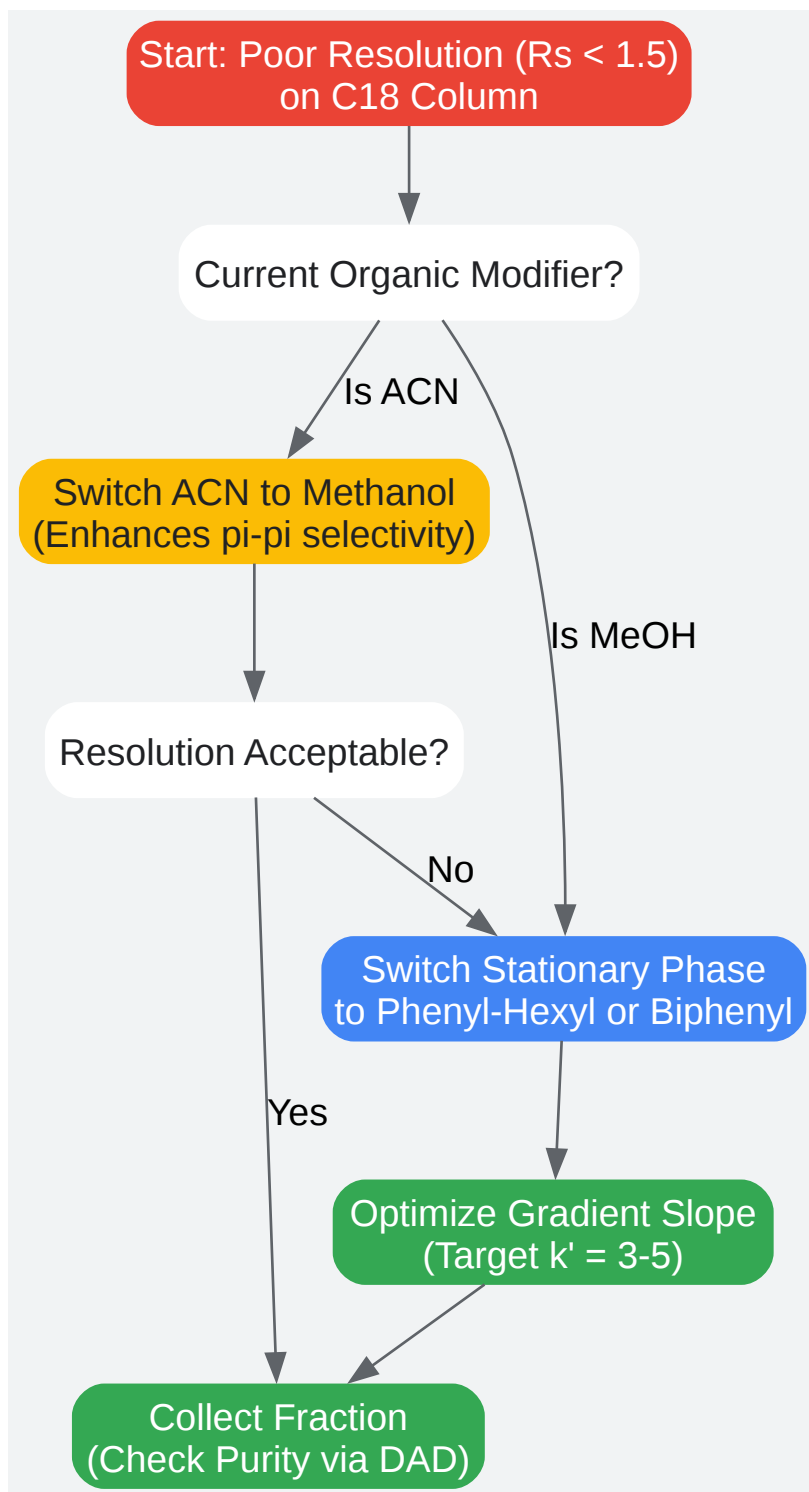 Start: Poor Resolution (Rs < 1.5)
on C18 Column
Current Organic Modifier?
Is ACN
Switch ACN to Methanol
(Enhances pi-pi selectivity)
Is MeOH
Resolution Acceptable?
No
Switch Stationary Phase
to Phenyl-Hexyl or Biphenyl
Yes
Optimize Gradient Slope
(Target k' = 3-5)
Collect Fraction
(Check Purity via DAD)